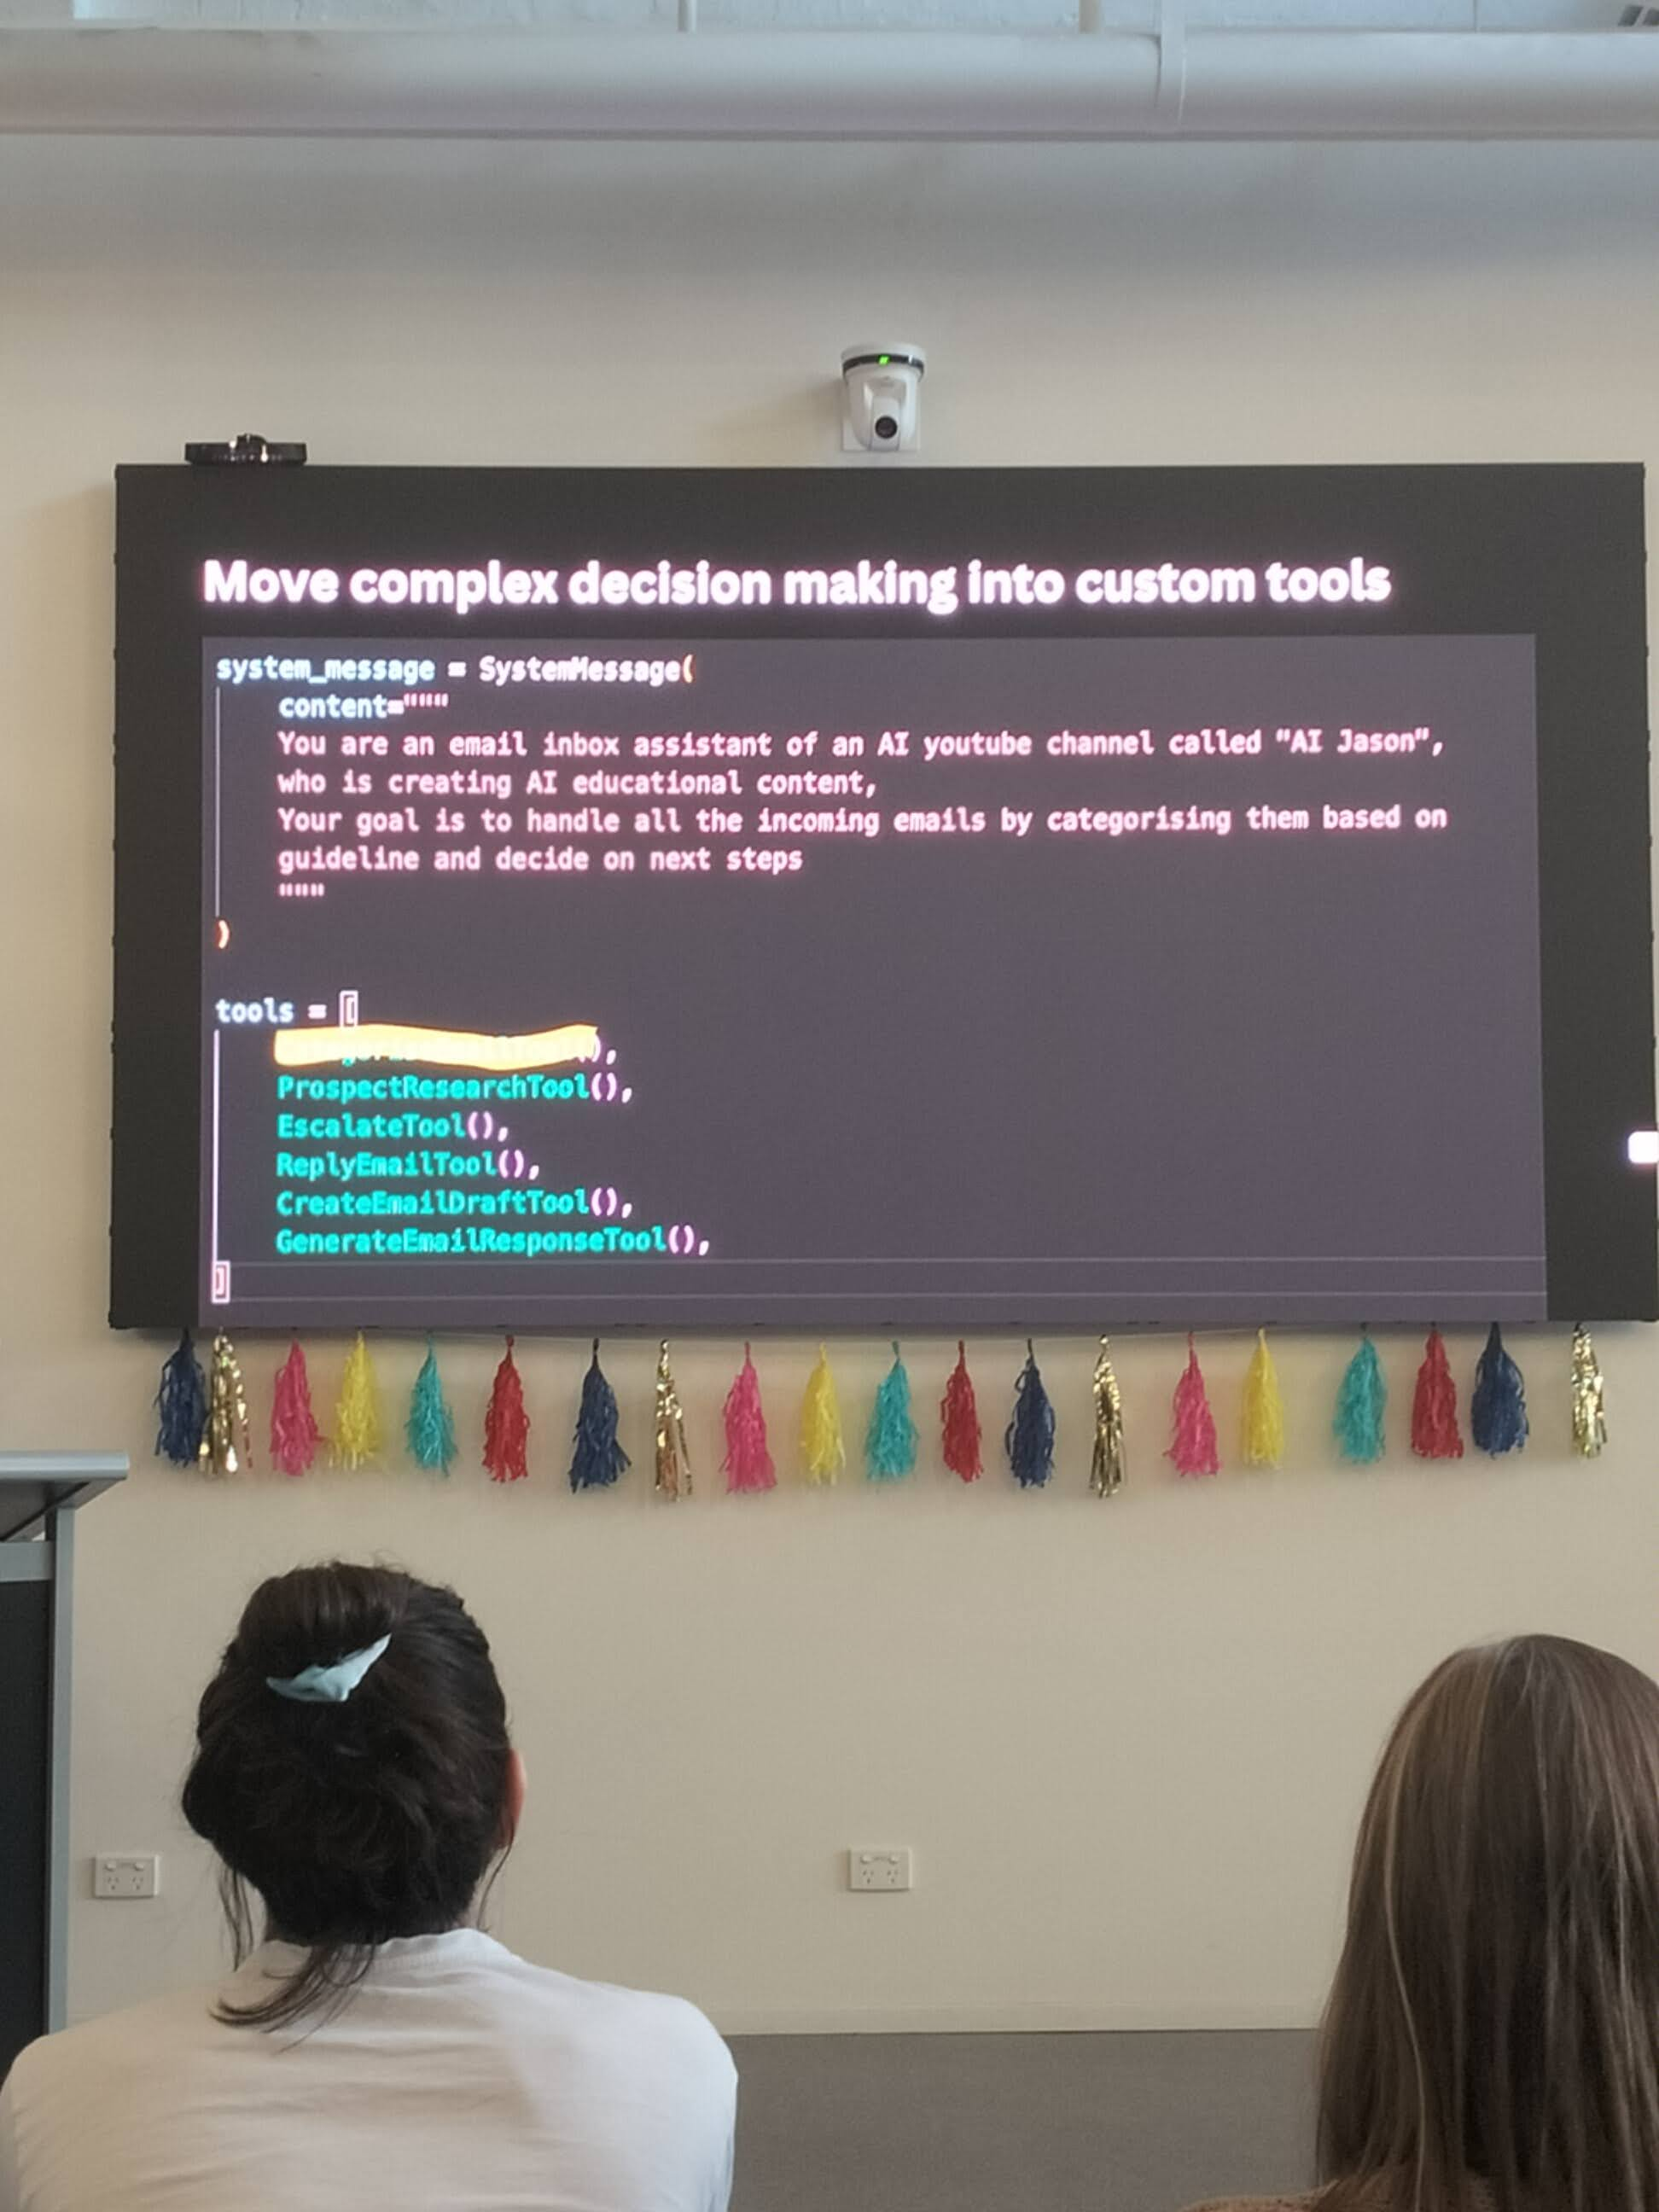 Move complex decision making into custom tools
system_message = SystemMessage(
content="""
You are an email inbox assistant of an AI youtube channel called "AI Jason",
who is creating AI educational content,
Your goal is to handle all the incoming emails by categorising them based on
guideline and decide on next steps
"""
)
tools = [
),
ProspectResearchTool(),
EscalateTool(),
ReplyEmailTool(),
CreateEmailDraftTool(),
GenerateEmailResponseTool(),
]